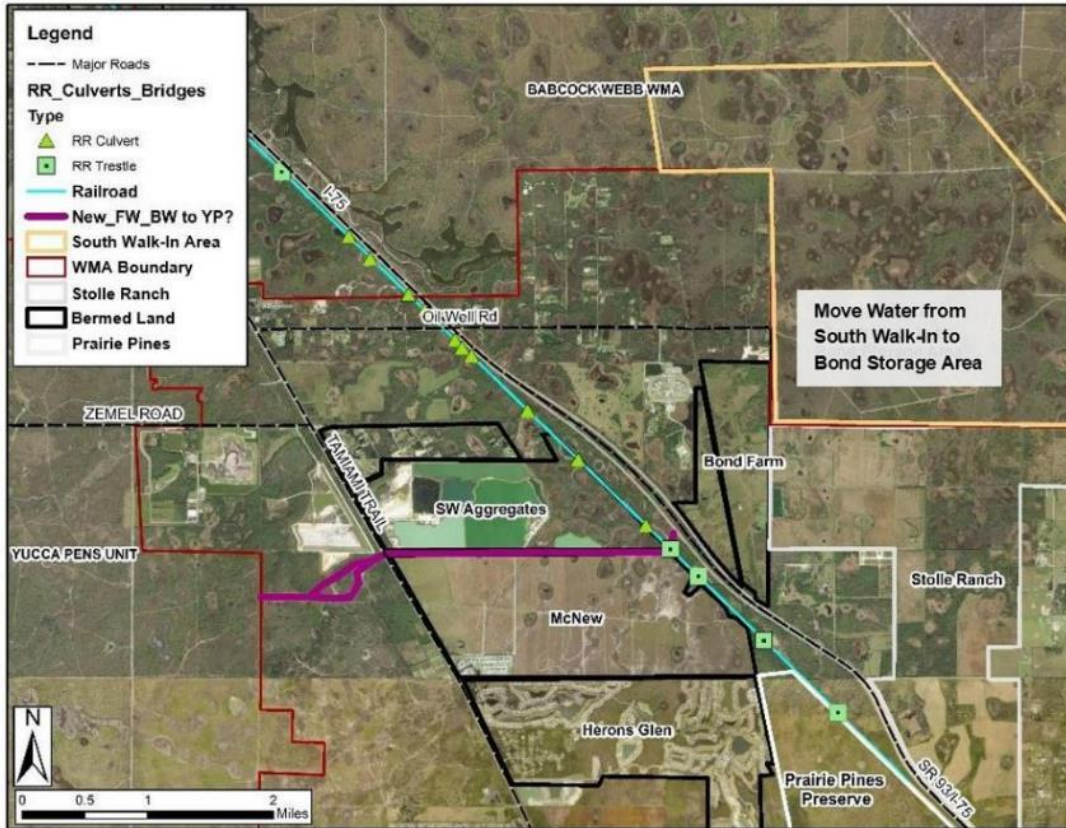 Legend
Major Roads
RR_Culverts_Bridges
Type
RR Culvert
RR Trestle
Railroad
New_FW_BW to YP?
South Walk-In Area
WMA Boundary
Stolle Ranch
Bermed Land
Prairie Pines
BABCOCK WEBB WMA
I-75
Oil Well Rd
Move Water from
South Walk-In to
Bond Storage Area
ZEMEL ROAD
TAMIAMI TRAIL
Bond Farm
SW Aggregates
YUCCA PENS UNIT
Stolle Ranch
McNew
Herons Glen
Prairie Pines
Preserve
SR 93/I-75
N
0 0.5 1 2
Miles